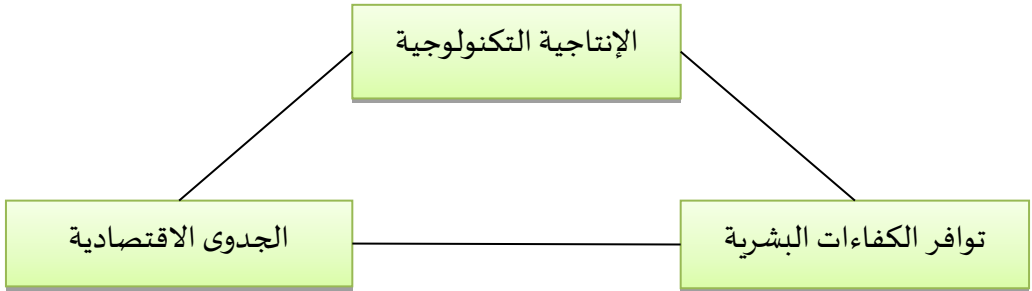 الإنتاجية التكنولوجية
توافر الكفاءات البشرية
الجدوى الاقتصادية